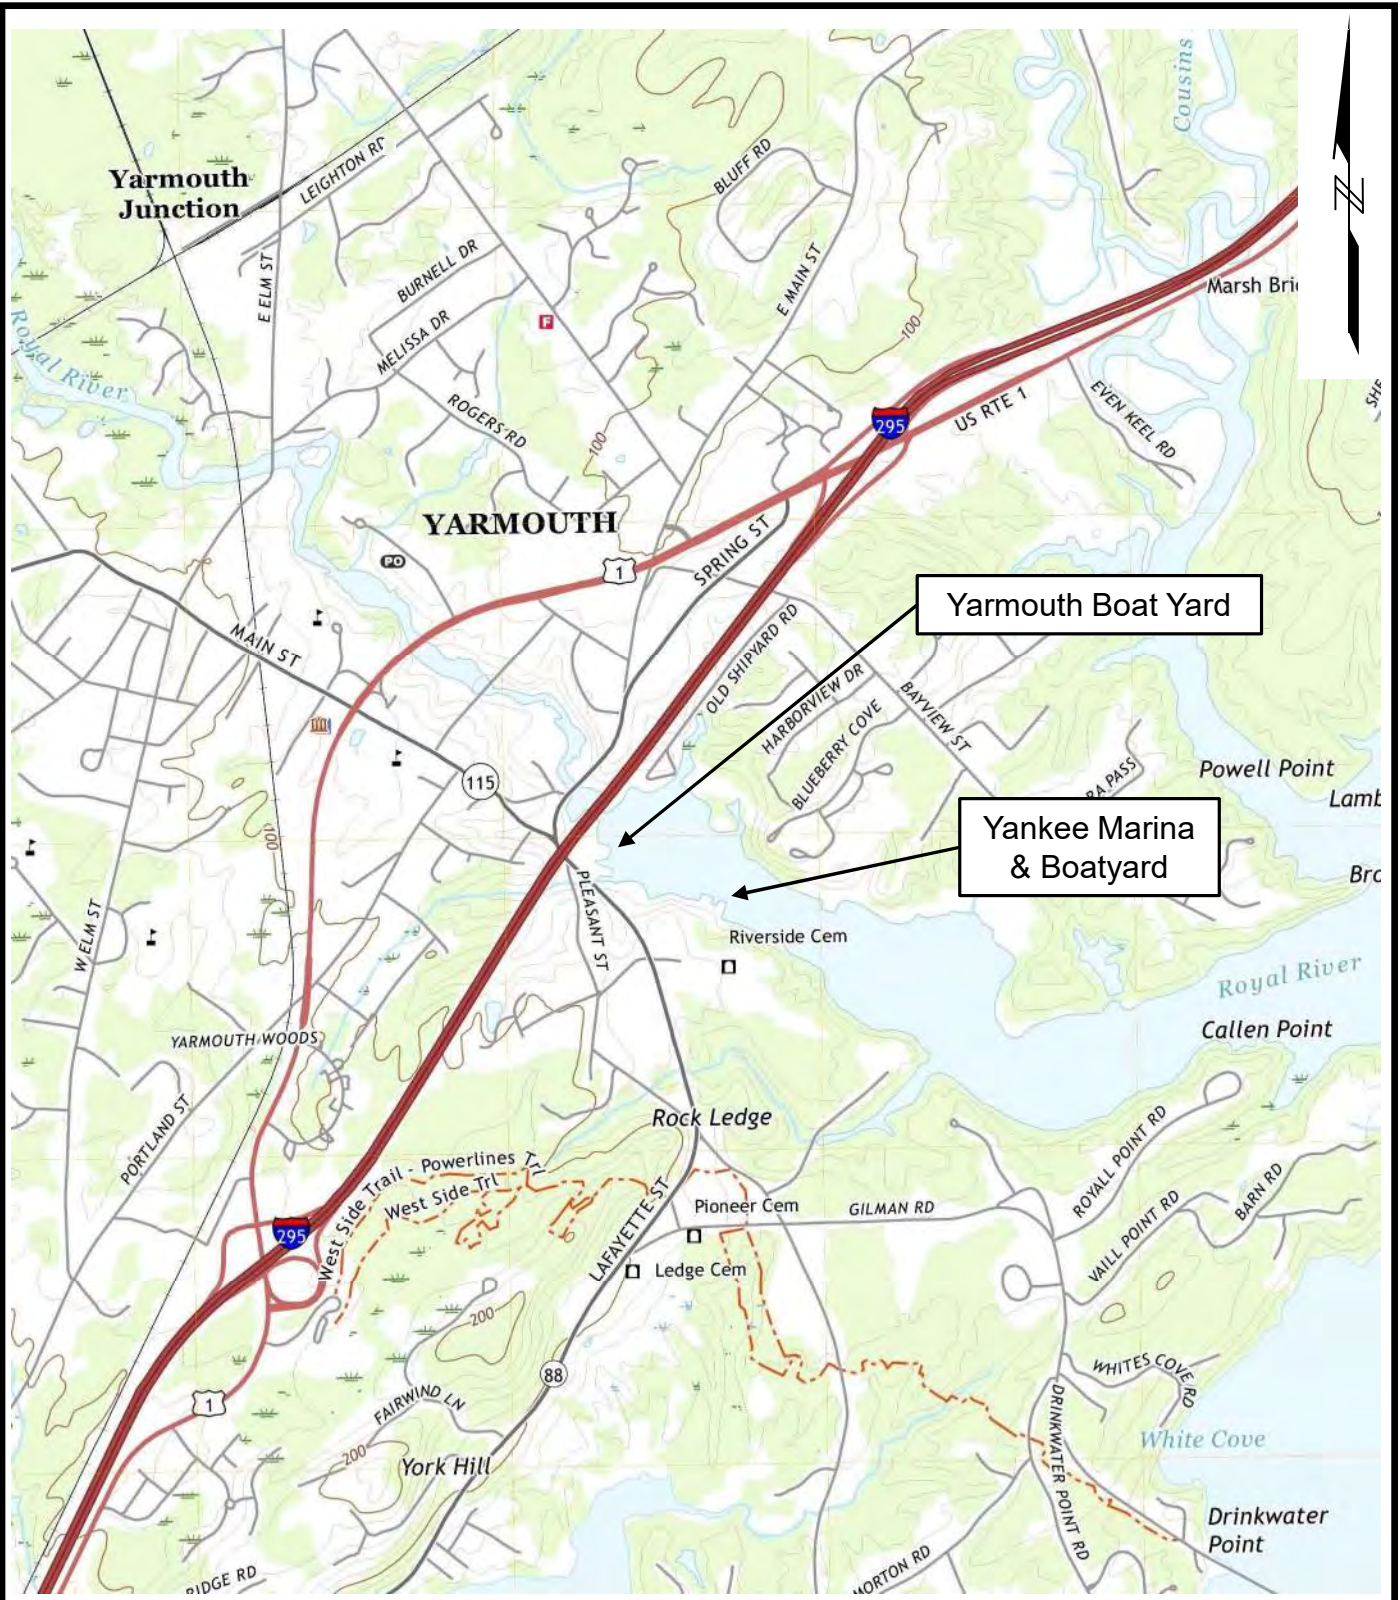 Cousins
N
Yarmouth
Junction
LEIGHTON RD
BLUFF RD
E ELM ST
BURNELL DR
E MAIN ST
Marsh
Royal River
F
MELISSA DR
100
ROGERS RD
EVEN KEEL RD
US RTE 1
295
100
YARMOUTH
SPRING ST
PO
1
Yarmouth Boat Yard
MAIN ST
OLD SHIPYARD RD
HARBORVIEW DR
BAYVIEW ST
BLUEBERRY COVE
PASS
Powell Point
115
Yankee Marina
& Boatyard
100
PLEASANT ST
W ELM ST
Riverside Cem
Royal River
Callen Point
YARMOUTH WOODS
PORTLAND ST
Rock Ledge
West Side Trail - Powerlines Trl
West Side Trl
ROYALL POINT RD
Pioneer Cem
GILMAN RD
BARN RD
VAILL POINT RD
295
LAFAYETTE ST
Ledge Cem
200
88
WHITES COVE RD
1
FAIRWIND LN
DRINKWATER POINT RD
White Cove
200
York Hill
Drinkwater
Point
MORTON RD
RIDGE RD